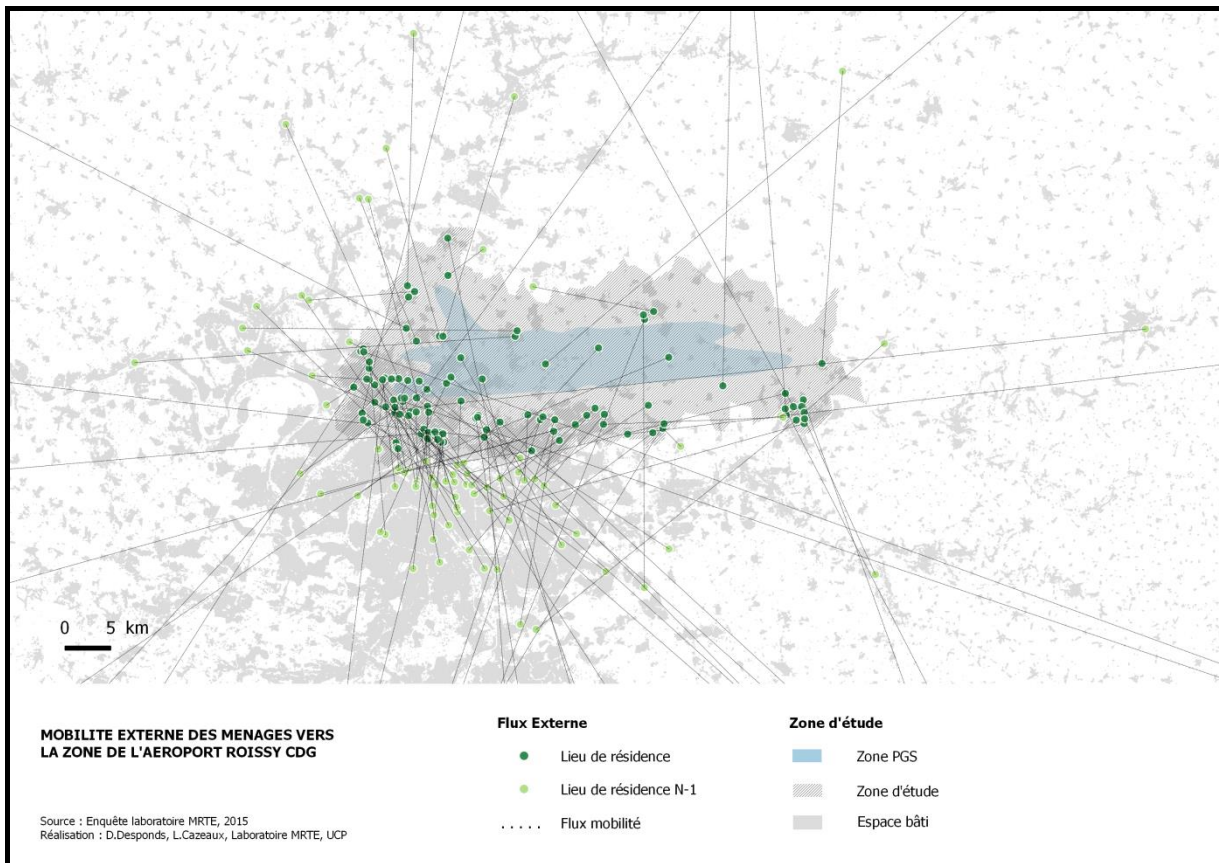 0 5 km
MOBILITE EXTERNE DES MENAGES VERS
LA ZONE DE L'AEROPORT ROISSY CDG
Source : Enquête laboratoire MRTE, 2015
Réalisation : D.Desponds, L.Cazeaux, Laboratoire MRTE, UCP
Flux Externe
Lieu de résidence
Lieu de résidence N-1
Flux mobilité
Zone d'étude
Zone PGS
Zone d'étude
Espace bâti